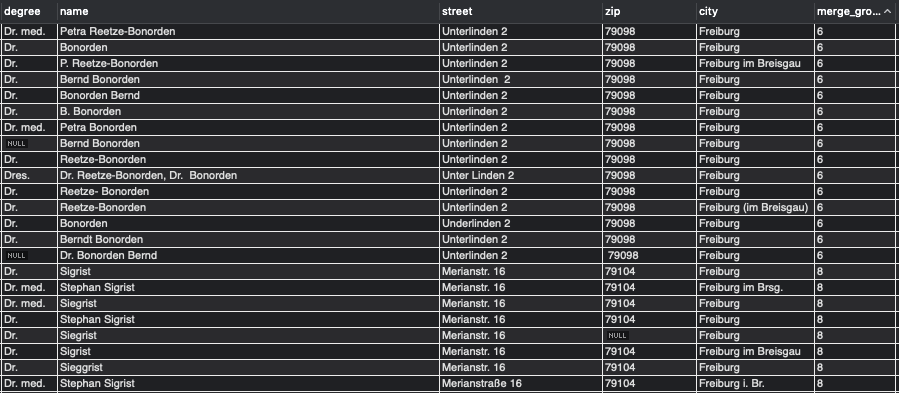 degree name street zip city merge_gro...
Dr. med. Petra Reetze-Bonorden Unterlinden 2 79098 Freiburg 6
Dr. Bonorden Unterlinden 2 79098 Freiburg 6
Dr. P. Reetze-Bonorden Unterlinden 2 79098 Freiburg im Breisgau 6
Dr. Bernd Bonorden Unterlinden  2 79098 Freiburg 6
Dr. Bonorden Bernd Unterlinden 2 79098 Freiburg 6
Dr. B. Bonorden Unterlinden 2 79098 Freiburg 6
Dr. med. Petra Bonorden Unterlinden 2 79098 Freiburg 6
NULL Bernd Bonorden Unterlinden 2 79098 Freiburg 6
Dr. Reetze-Bonorden Unterlinden 2 79098 Freiburg 6
Dres. Dr. Reetze-Bonorden, Dr.  Bonorden Unter Linden 2 79098 Freiburg 6
Dr. Reetze- Bonorden Unterlinden 2 79098 Freiburg 6
Dr. Reetze-Bonorden Unterlinden 2 79098 Freiburg (im Breisgau) 6
Dr. Bonorden Underlinden 2 79098 Freiburg 6
Dr. Berndt Bonorden Unterlinden 2 79098 Freiburg 6
NULL Dr. Bonorden Bernd Unterlinden 2 79098 Freiburg 6
Dr. Sigrist Merianstr. 16 79104 Freiburg 8
Dr. med. Stephan Sigrist Merianstr. 16 79104 Freiburg im Brsg. 8
Dr. med. Siegrist Merianstr. 16 79104 Freiburg 8
Dr. Stephan Sigrist Merianstr. 16 79104 Freiburg 8
Dr. Siegrist Merianstr. 16 NULL Freiburg 8
Dr. Sigrist Merianstr. 16 79104 Freiburg im Breisgau 8
Dr. Sieggrist Merianstr. 16 79104 Freiburg 8
Dr. med. Stephan Sigrist Merianstraße 16 79104 Freiburg i. Br. 8